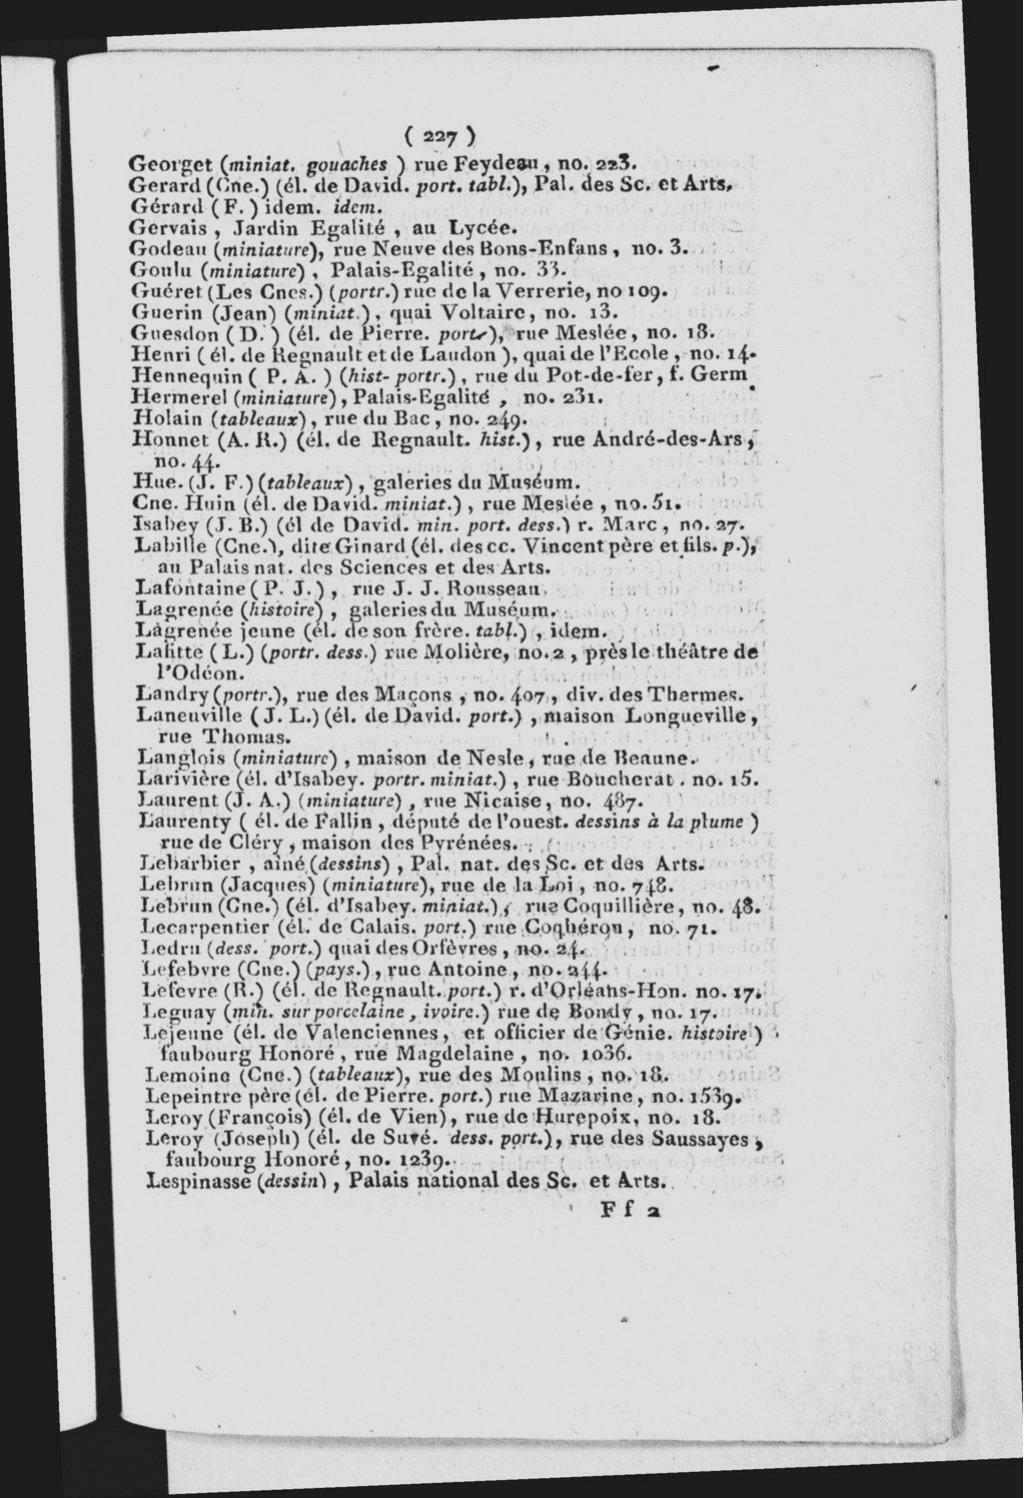 ( 227 )
Georget (miniat. gouaches ) rue Feydeau, no. 223.
Gerard (Cne.) (él. de David. port. tabl.), Pal. des Sc. et Arts.
Gérard ( F. ) idem. idem.
Gervais , Jardin Egalité , au Lycée.
Godeau (miniature), rue Neuve des Bons-Enfans, no. 3.
Goulu (miniature) , Palais-Egalité, no. 33.
Guéret (Les Cnes.) (portr.) rue de la Verrerie, no 109.
Guerin (Jean) (miniat.), quai Voltaire, no. 13.
Guesdon ( D. ) (él. de Pierre. port.), rue Meslée, no. 18.
Henri ( él. de Regnault et de Laudon ), quai de l'Ecole, no. 14.
Hennequin ( P. A. ) (hist- portr.), rue du Pot-de-fer, f. Germ.
Hermerel (miniature), Palais-Egalité , no. 231.
Holain (tableaux), rue du Bac, no. 249.
Honnet (A. R.) (él. de Regnault. hist.), rue André-des-Ars,
no. 44.
Hue. (J. F.) (tableaux), galeries du Muséum.
Cne. Huin (él. de David. miniat.), rue Meslée , no. 51.
Isabey (J. B.) (él de David. min. port. dess.) r. Marc, no. 27.
Labille (Cne.), dite Ginard (él. des cc. Vincent père et fils. p.),
au Palais nat. des Sciences et des Arts.
Lafontaine ( P. J. ) , rue J. J. Rousseau.
Lagrenée (histoire) , galeries du Muséum.
Lagrenée jeune (él. de son frère. tabl.) , idem.
Lafitte ( L.) (portr. dess.) rue Molière, no. 2 , près le théâtre de
l'Odéon.
Landry (portr.), rue des Maçons , no. 407, div. des Thermes.
Laneuville ( J. L.) (él. de David. port.) , maison Longueville,
rue Thomas.
Langlois (miniature) , maison de Nesle, rue de Beaune.
Larivière (él. d'Isabey. portr. miniat.) , rue Boucherat. no. 15.
Laurent (J. A.) (miniature) , rue Nicaise, no. 487.
Laurenty ( él. de Fallin , député de l'ouest. dessins à la plume )
rue de Cléry , maison des Pyrénées.
Lebarbier , aîné (dessins) , Pal. nat. des Sc. et des Arts.
Lebrun (Jacques) (miniature), rue de la Loi , no. 748.
Lebrun (Cne.) (él. d'Isabey. miniat.), rue Coquillière, no. 48.
Lecarpentier (él. de Calais. port.) rue Coqhéron, no. 71.
Ledru (dess. port.) quai des Orfèvres , no. 24.
Lefebvre (Cne.) (pays.), rue Antoine, no. 244.
Lefevre (R.) (él. de Regnault. port.) r. d'Orléans-Hon. no. 17.
Leguay (min. sur porcelaine , ivoire.) rue de Bondy, no. 17.
Lejeune (él. de Valenciennes, et officier de Génie. histoire )
faubourg Honoré , rue Magdelaine , no. 1036.
Lemoine (Cne.) (tableaux), rue des Moulins , no. 18.
Lepeintre père (él. de Pierre. port.) rue Mazarine, no. 1539.
Leroy (François) (él. de Vien), rue de Hurepoix, no. 18.
Leroy (Joseph) (él. de Suvé. dess. port.), rue des Saussayes,
faubourg Honoré, no. 1239.
Lespinasse (dessin) , Palais national des Sc. et Arts.
F f 2